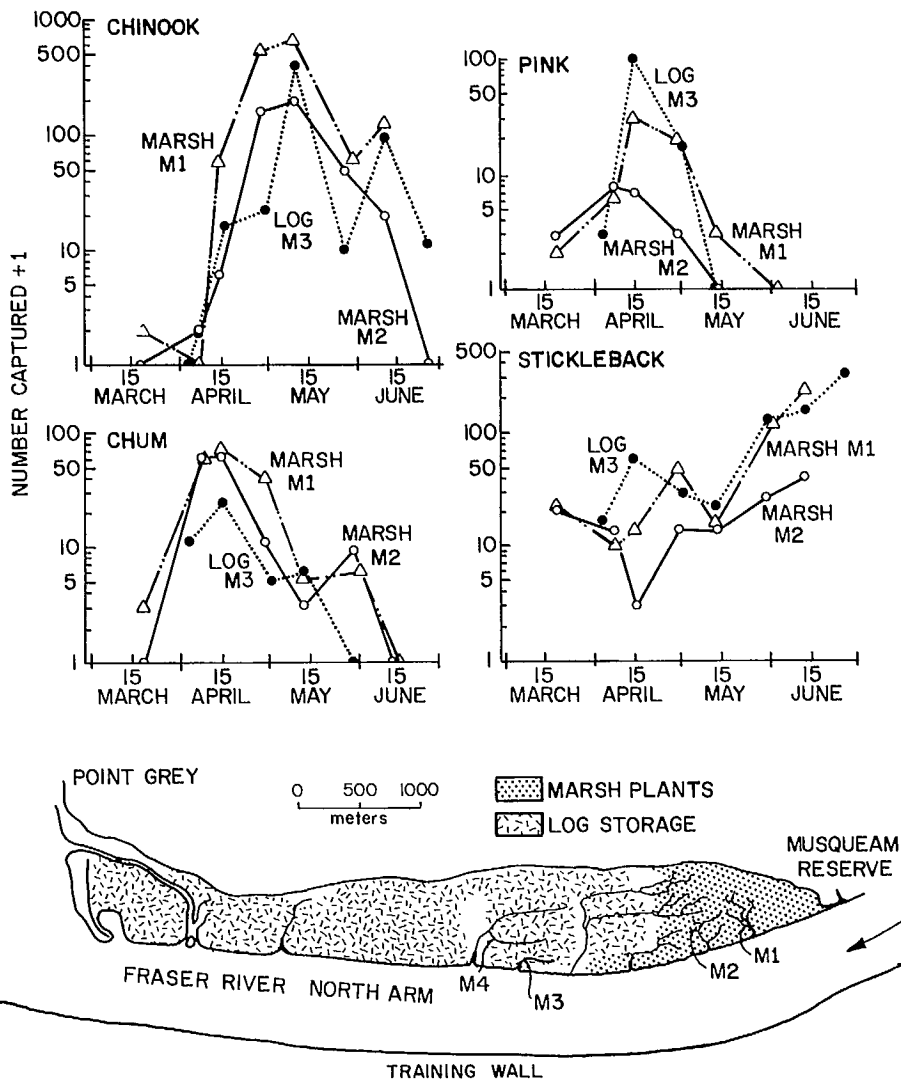 NUMBER CAPTURED +1
CHINOOK
1000
500
100
50
10
5
1
MARSH
M1
LOG
M3
MARSH
M2
15 15 15 15
MARCH APRIL MAY JUNE
PINK
100
50
10
5
1
LOG
M3
MARSH
M2
MARSH
M1
15 15 15 15
MARCH APRIL MAY JUNE
CHUM
100
50
10
5
1
MARSH
M1
LOG
M3
MARSH
M2
15 15 15 15
MARCH APRIL MAY JUNE
STICKLEBACK
500
100
50
10
5
1
LOG
M3
MARSH M1
MARSH
M2
15 15 15 15
MARCH APRIL MAY JUNE
POINT GREY
0 500 1000
meters
MARSH PLANTS
LOG STORAGE
MUSQUEAM
RESERVE
M1
M2
M3
M4
FRASER RIVER NORTH ARM
TRAINING WALL